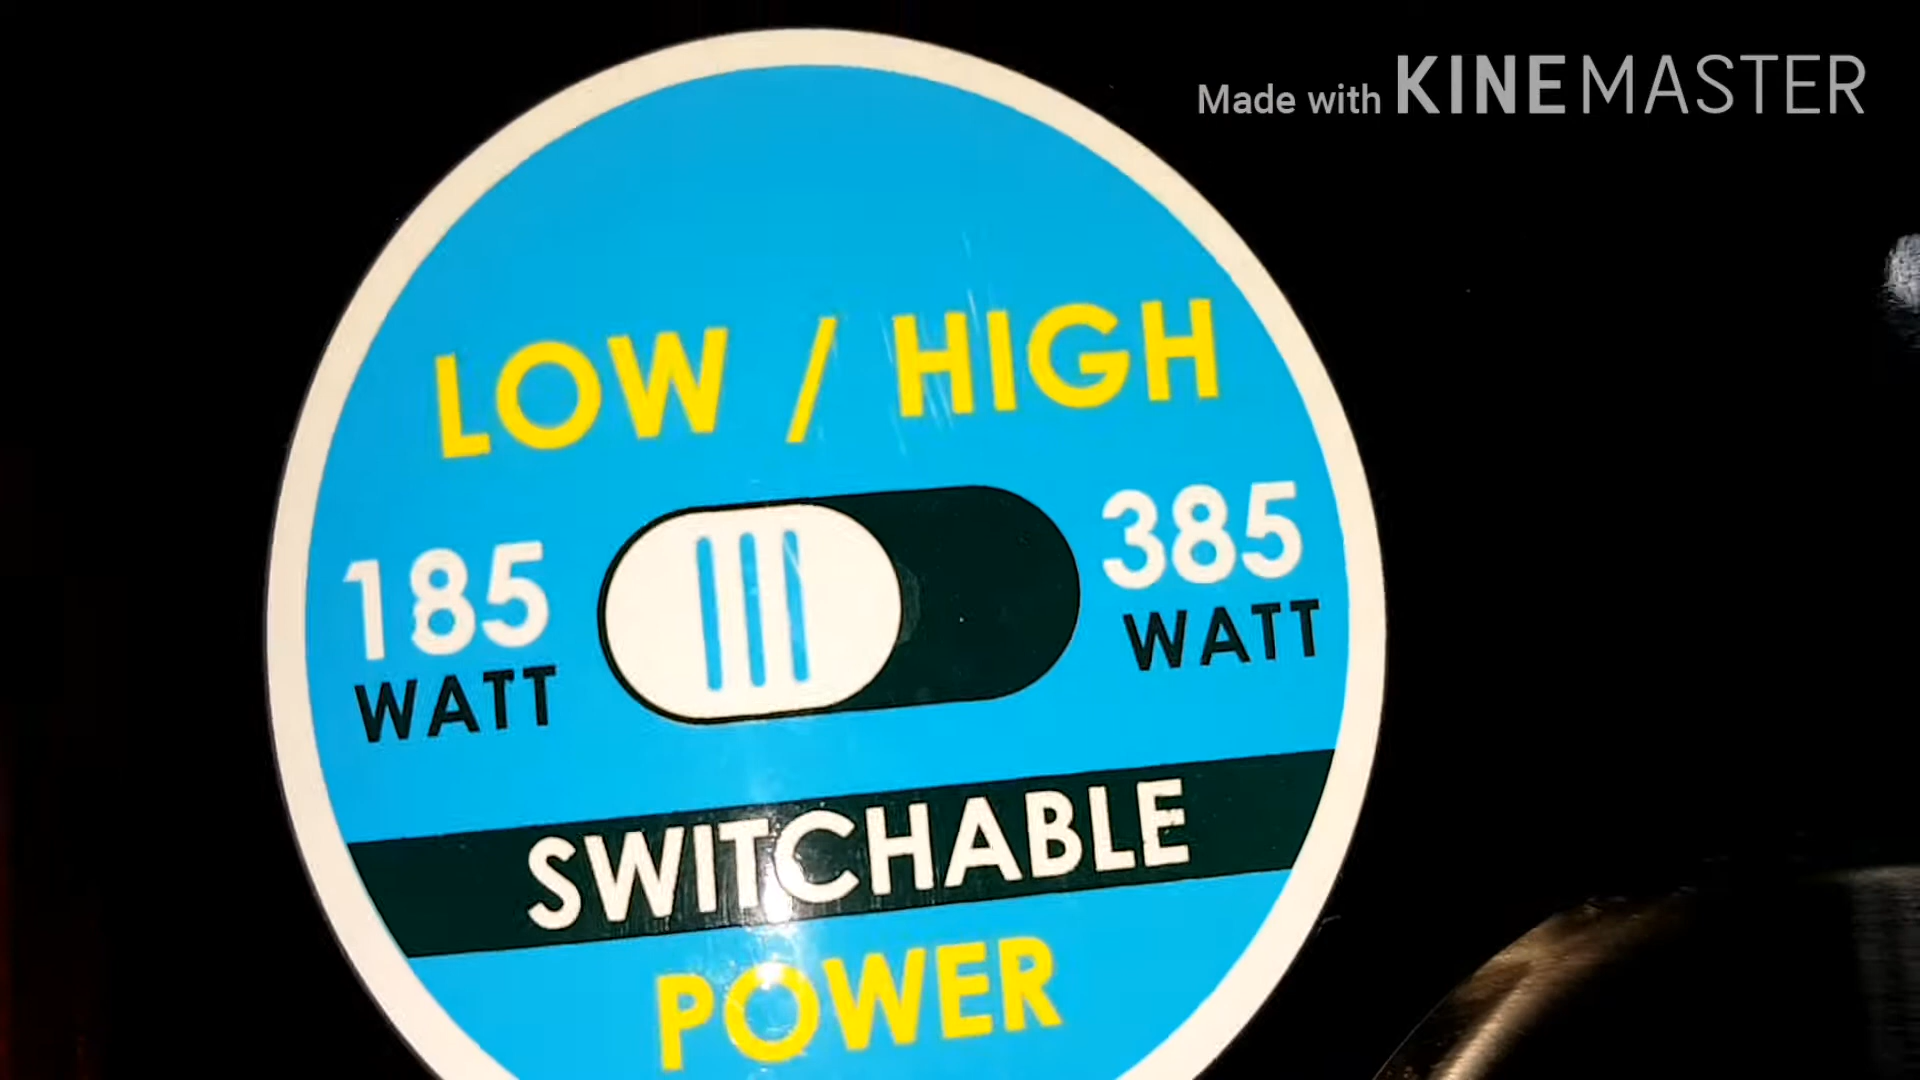 Made with KINEMASTER
LOW / HIGH
185
WATT
385
WATT
SWITCHABLE
POWER